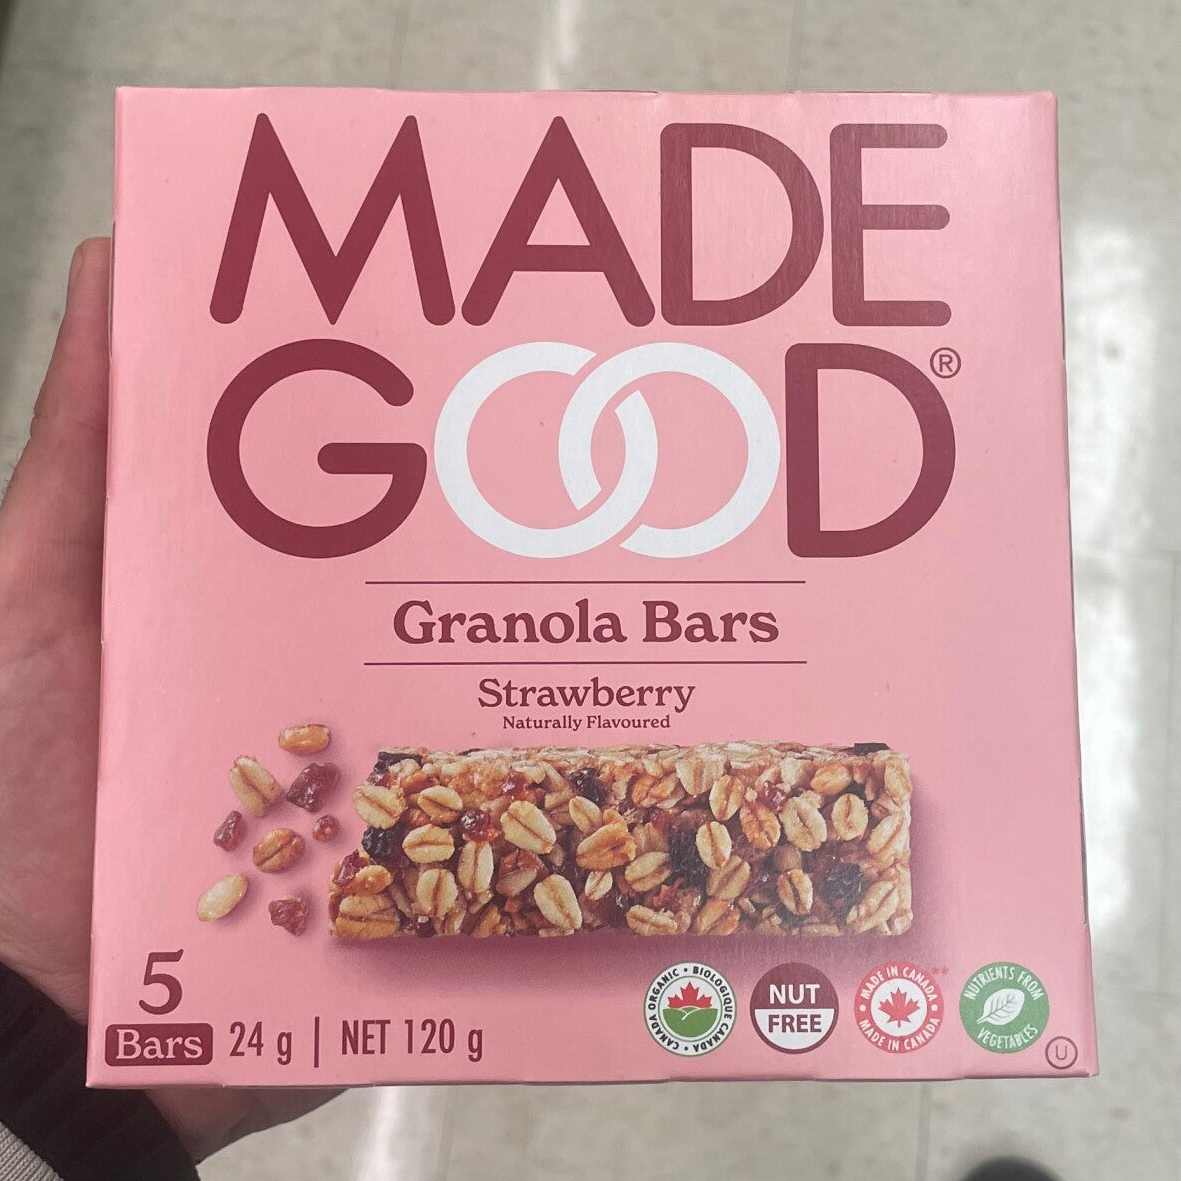 MADE
GOOD®
Granola Bars
Strawberry
Naturally Flavoured
5
Bars 24 g | NET 120 g
CANADA ORGANIC • BIOLOGIQUE CANADA •
NUT
FREE
MADE IN CANADA**
MADE IN CANADA
NUTRIENTS FROM
VEGETABLES
U